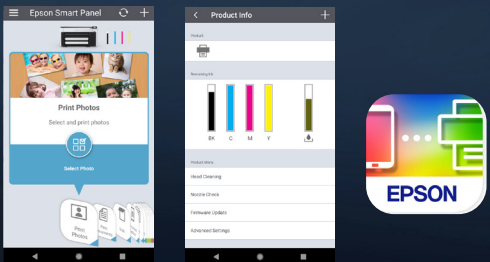 Epson Smart Panel
Print Photos
Select and print photos
Select Photo
Print
Photos
Product Info
Product
Remaining Ink
BK C M Y
Product Menu
Head Cleaning
Nozzle Check
Firmware Update
Advanced Settings
EPSON